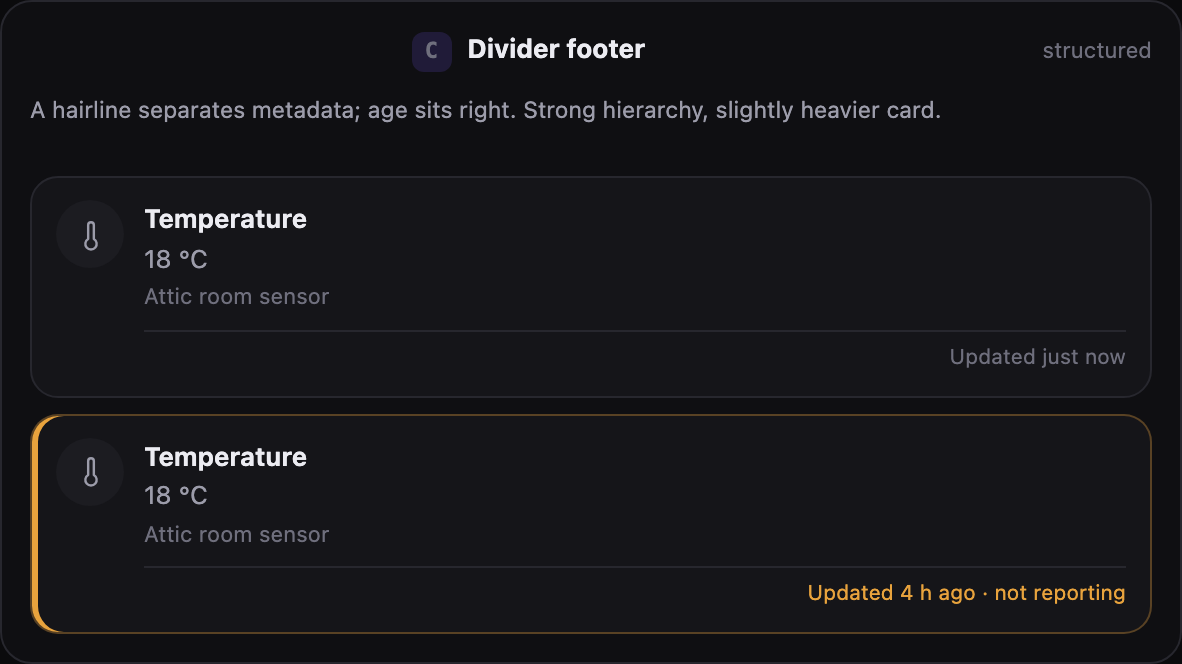 C Divider footer structured
A hairline separates metadata; age sits right. Strong hierarchy, slightly heavier card.
Temperature
18 °C
Attic room sensor
Updated just now
Temperature
18 °C
Attic room sensor
Updated 4 h ago · not reporting